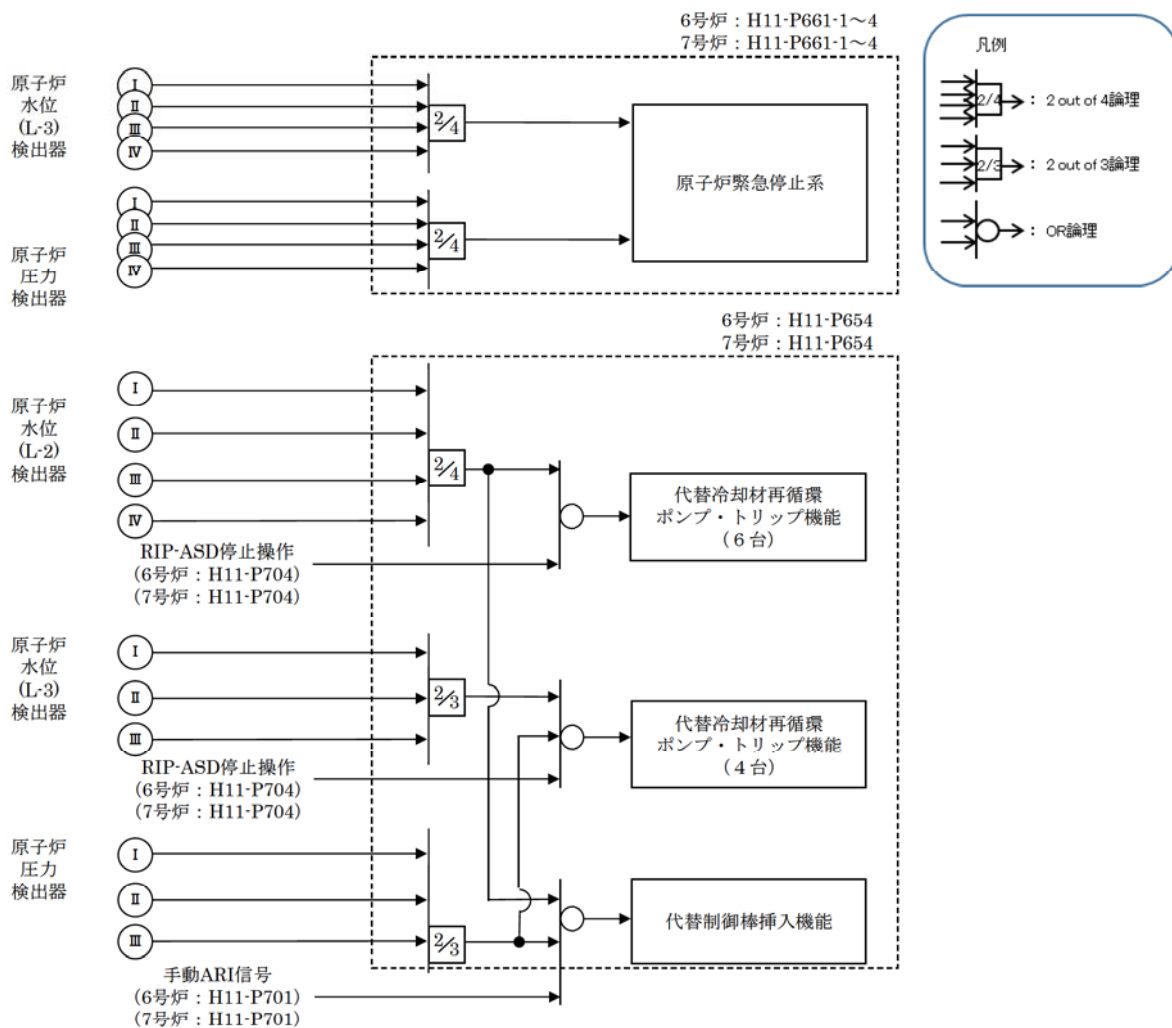 6号炉：H11-P661-1～4
7号炉：H11-P661-1～4
原子炉
水位
(L-3)
検出器
Ⅰ
Ⅱ
Ⅲ
Ⅳ
2/4
原子炉緊急停止系
原子炉
圧力
検出器
Ⅰ
Ⅱ
Ⅲ
Ⅳ
2/4
凡例
2/4
：2 out of 4論理
2/3
：2 out of 3論理
：OR論理
6号炉：H11-P654
7号炉：H11-P654
原子炉
水位
(L-2)
検出器
Ⅰ
Ⅱ
Ⅲ
Ⅳ
2/4
代替冷却材再循環
ポンプ・トリップ機能
（６台）
RIP-ASD停止操作
(6号炉：H11-P704)
(7号炉：H11-P704)
原子炉
水位
(L-3)
検出器
Ⅰ
Ⅱ
Ⅲ
2/3
代替冷却材再循環
ポンプ・トリップ機能
（４台）
RIP-ASD停止操作
(6号炉：H11-P704)
(7号炉：H11-P704)
原子炉
圧力
検出器
Ⅰ
Ⅱ
Ⅲ
2/3
代替制御棒挿入機能
手動ARI信号
(6号炉：H11-P701)
(7号炉：H11-P701)